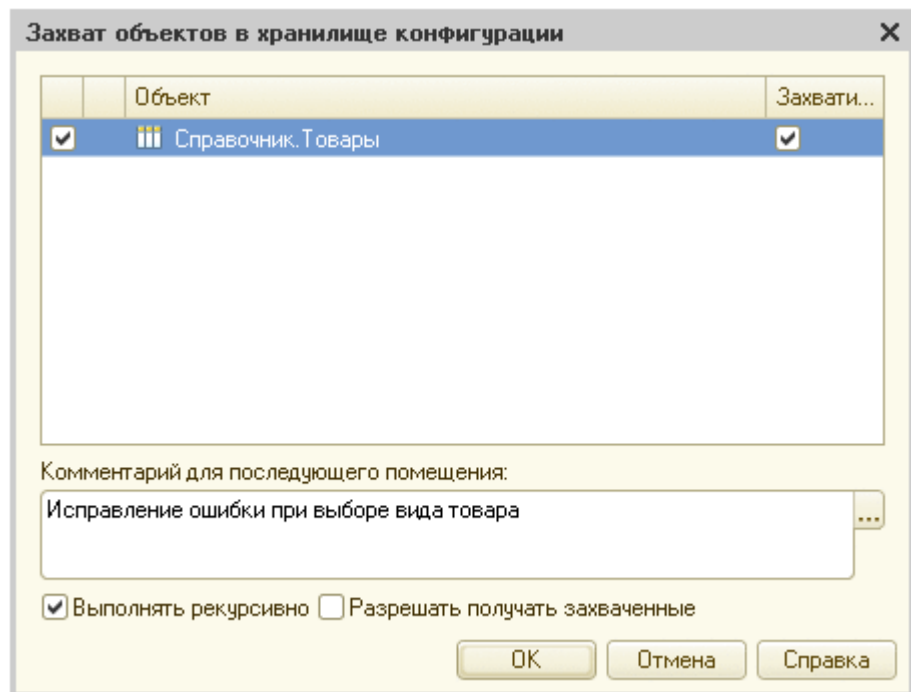 Захват объектов в хранилище конфигурации
Объект Захвати...
Справочник.Товары
Комментарий для последующего помещения:
Исправление ошибки при выборе вида товара
...
Выполнять рекурсивно Разрешать получать захваченные
OK Отмена Справка